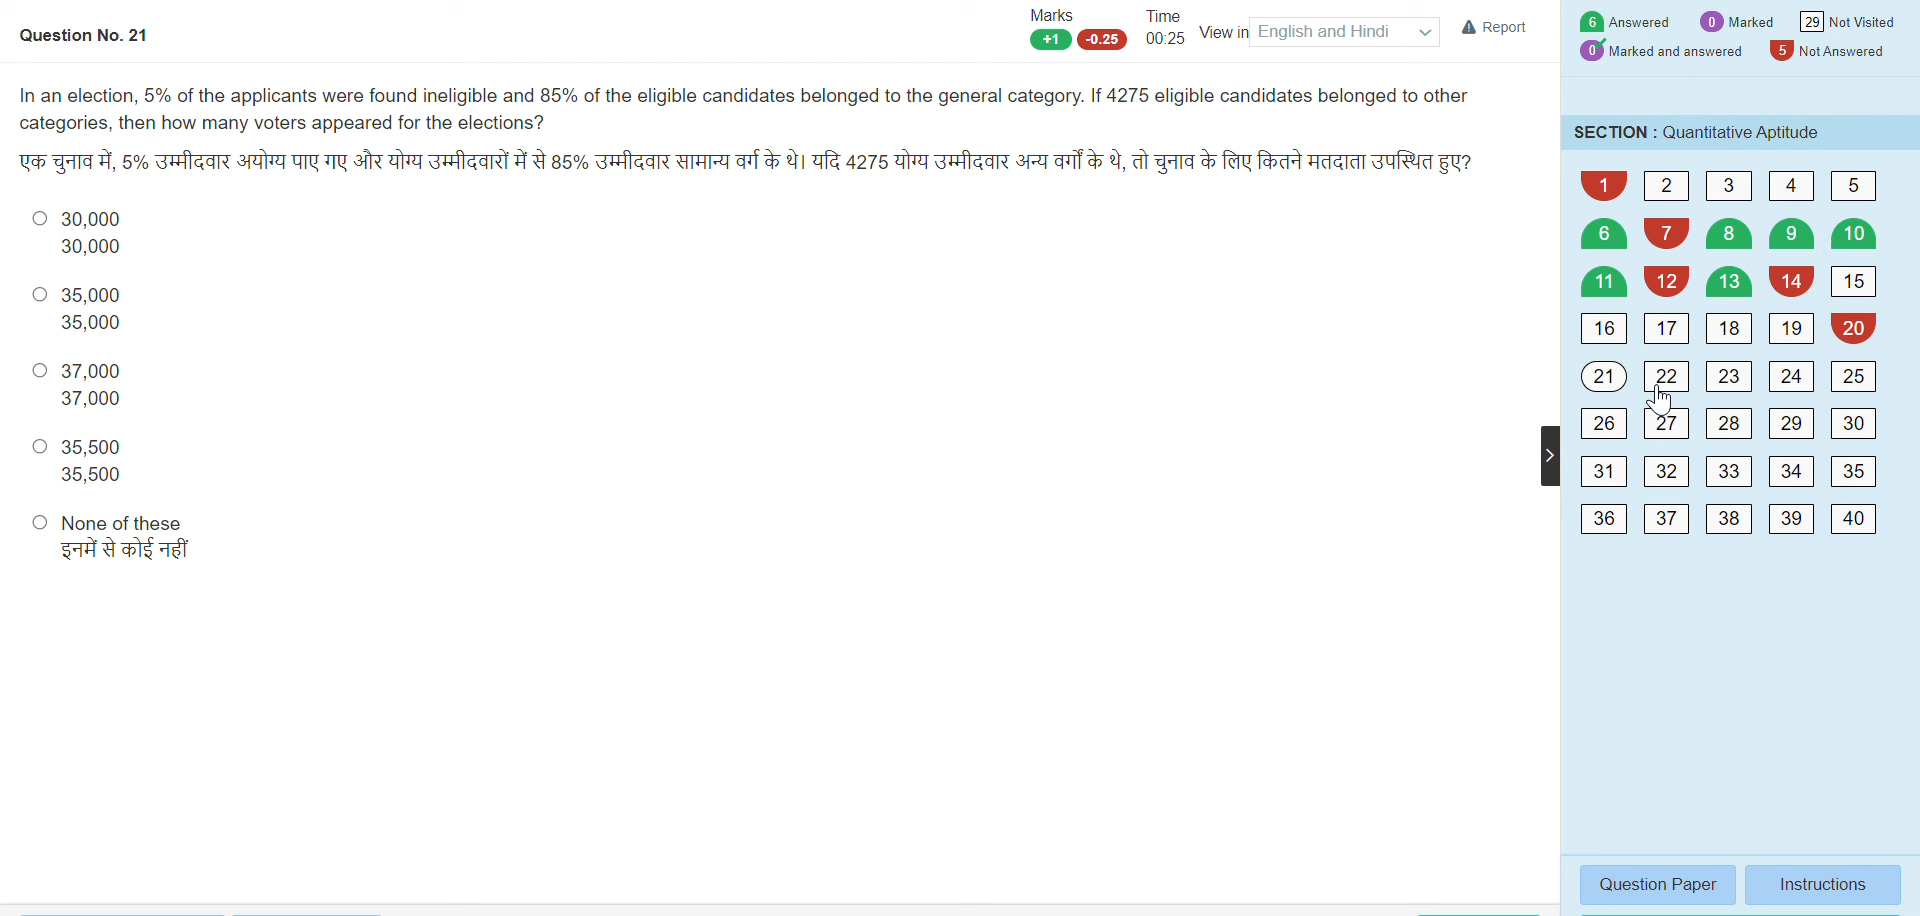 Question No. 21
Marks
+1 -0.25
Time
00:25
View in English and Hindi
Report
In an election, 5% of the applicants were found ineligible and 85% of the eligible candidates belonged to the general category. If 4275 eligible candidates belonged to other
categories, then how many voters appeared for the elections?
एक चुनाव में, 5% उम्मीदवार अयोग्य पाए गए और योग्य उम्मीदवारों में से 85% उम्मीदवार सामान्य वर्ग के थे। यदि 4275 योग्य उम्मीदवार अन्य वर्गों के थे, तो चुनाव के लिए कितने मतदाता उपस्थित हुए?
30,000
30,000
35,000
35,000
37,000
37,000
35,500
35,500
None of these
इनमें से कोई नहीं
6 Answered 0 Marked 29 Not Visited
0 Marked and answered 5 Not Answered
SECTION : Quantitative Aptitude
1 2 3 4 5
6 7 8 9 10
11 12 13 14 15
16 17 18 19 20
21 22 23 24 25
26 27 28 29 30
31 32 33 34 35
36 37 38 39 40
Question Paper Instructions